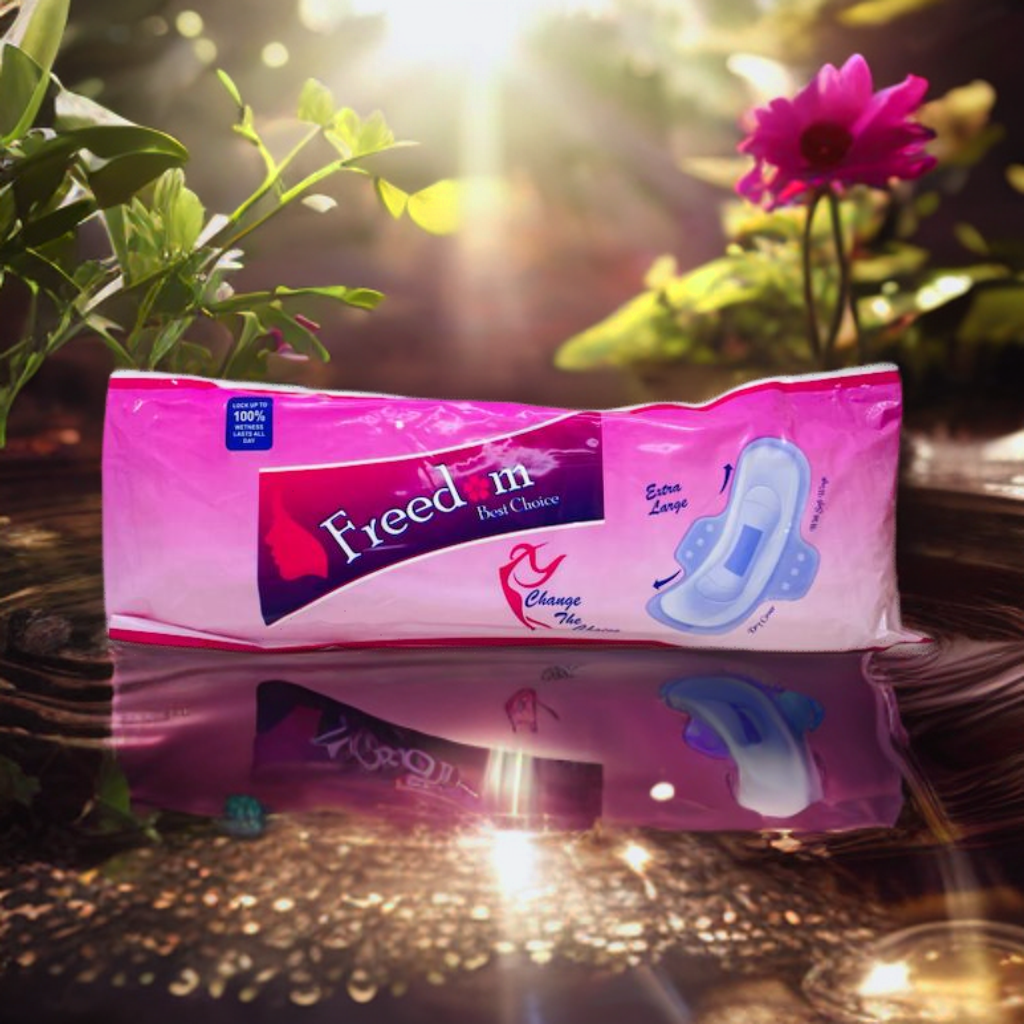 LOCK UP TO
100%
WETNESS
LASTS ALL
DAY
Freedom
Best Choice
Extra
Large
Change
The
Dry Cover